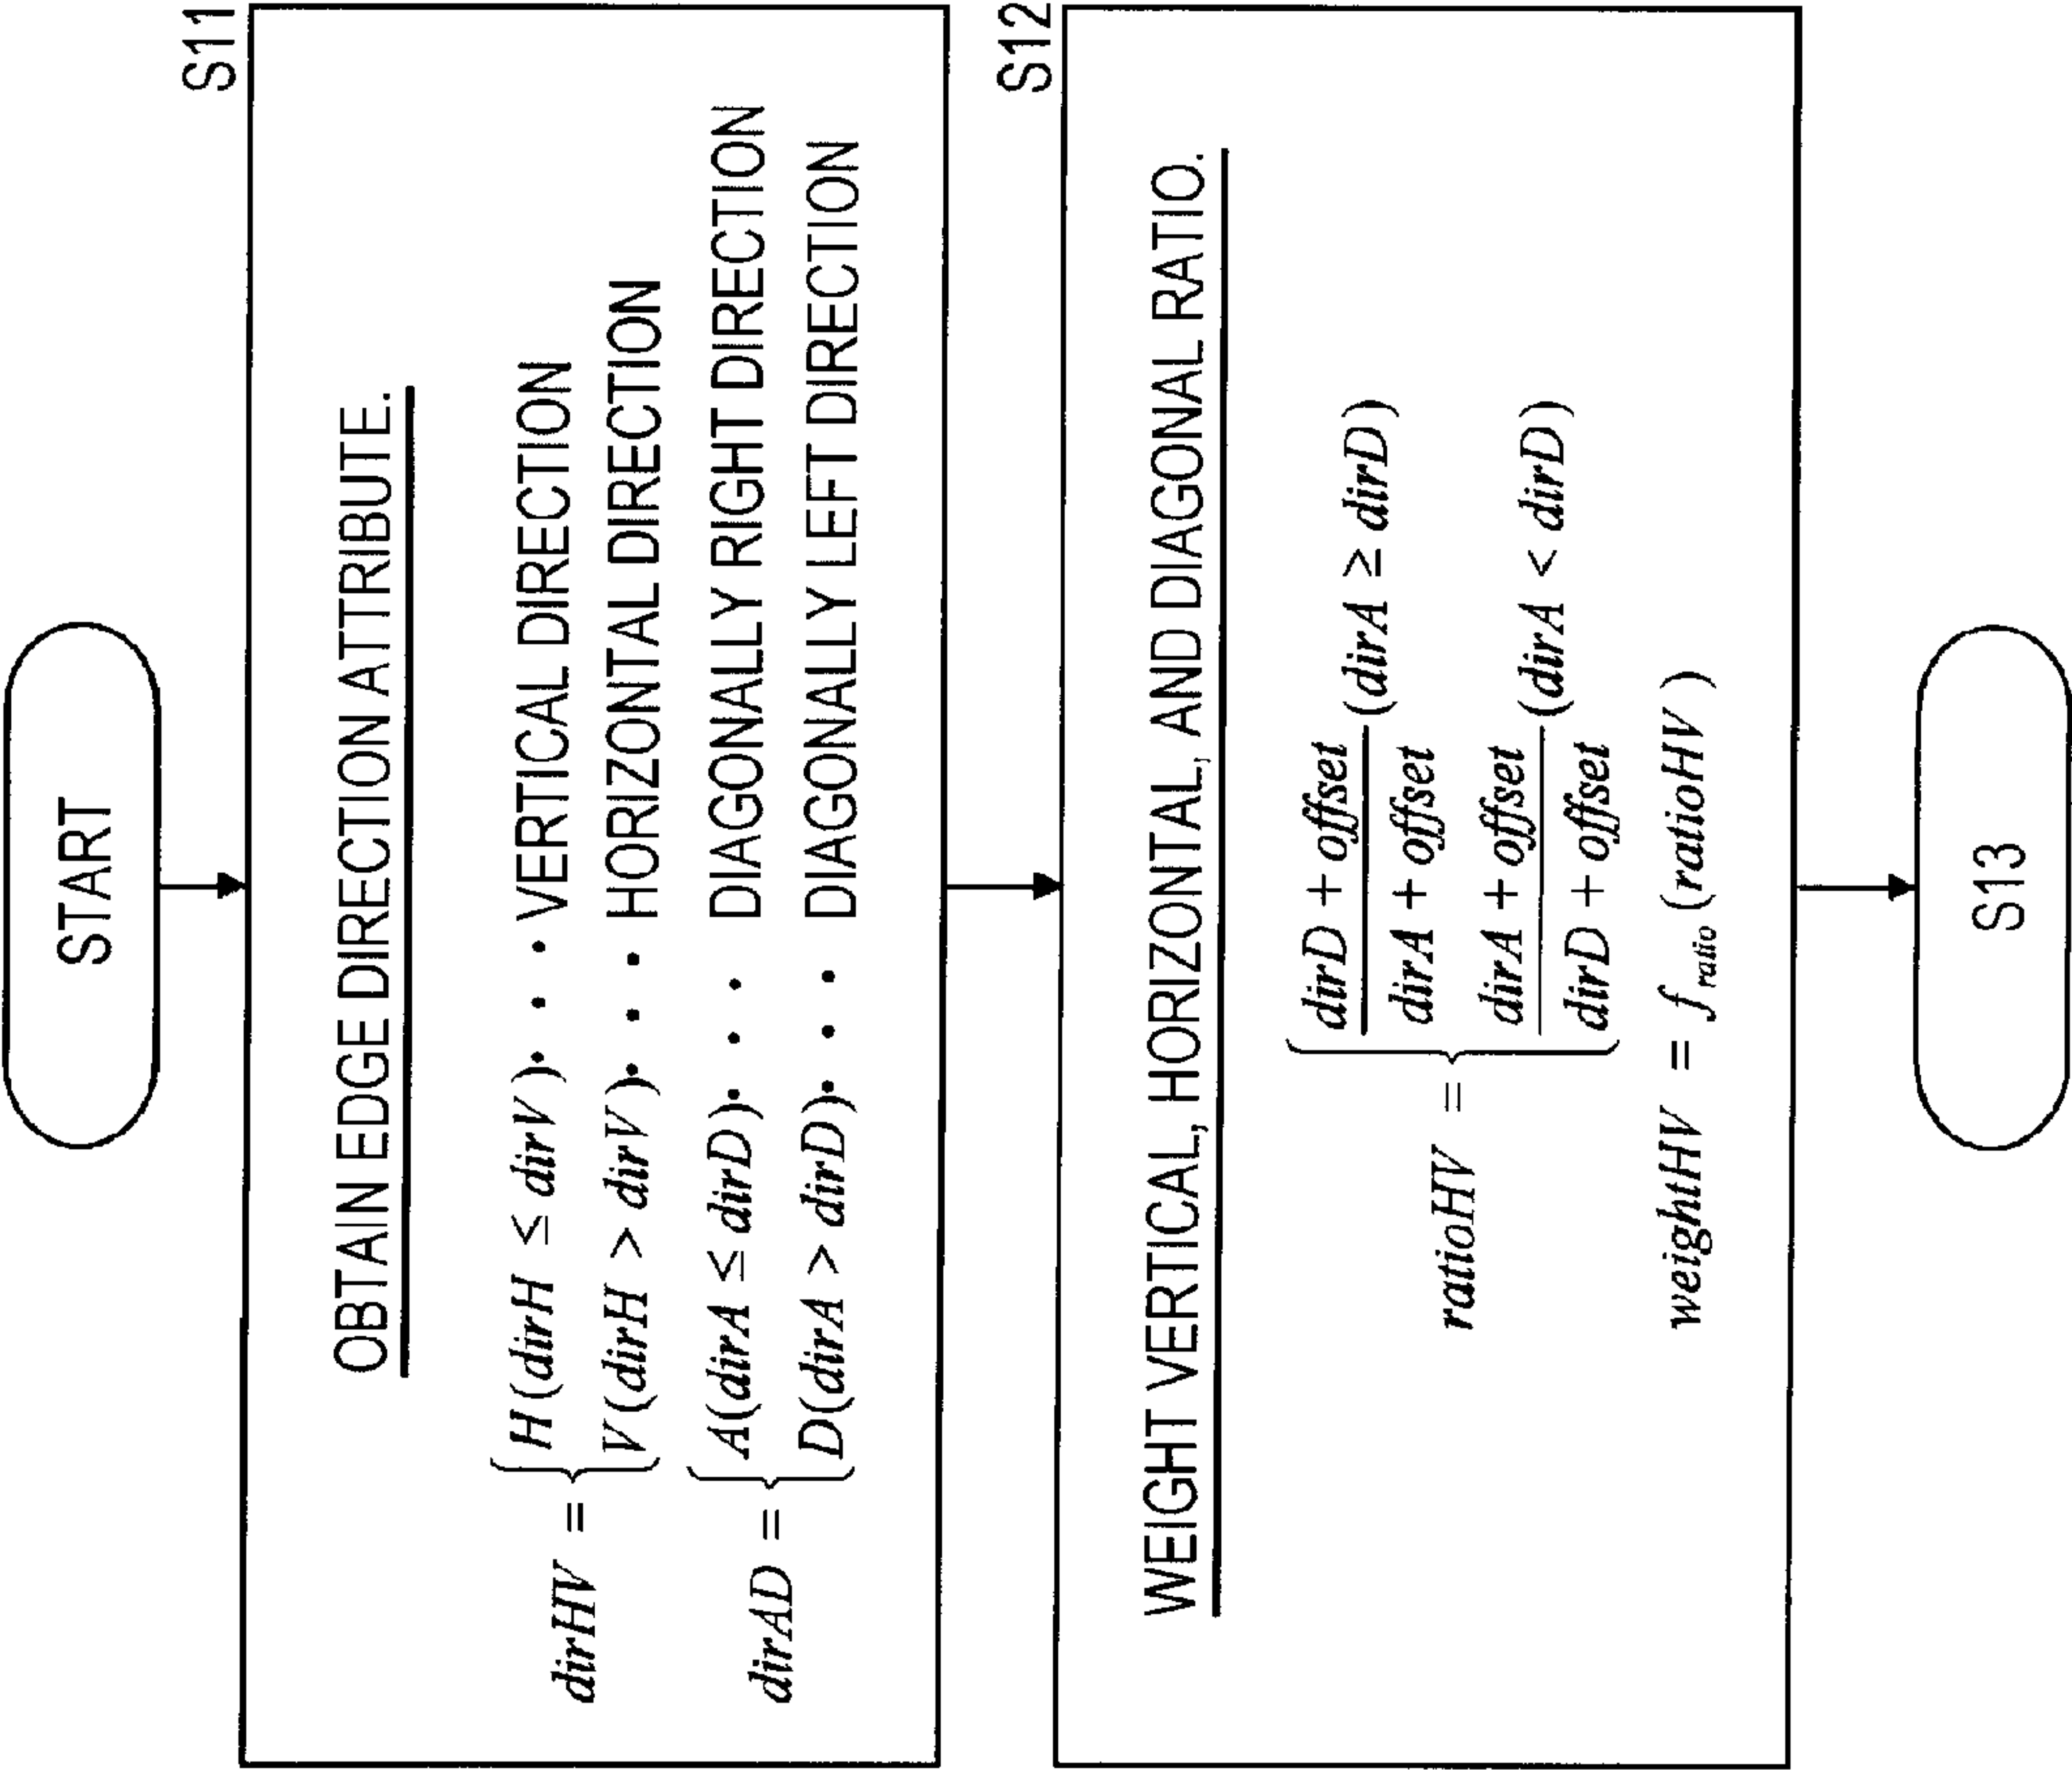 START
S11
OBTAIN EDGE DIRECTION ATTRIBUTE.
dirHV = { H(dirH ≤ dirV)• • • VERTICAL DIRECTION
V(dirH > dirV)• • • HORIZONTAL DIRECTION
dirAD = { A(dirA ≤ dirD)• • • DIAGONALLY RIGHT DIRECTION
D(dirA > dirD)• • • DIAGONALLY LEFT DIRECTION
S12
WEIGHT VERTICAL, HORIZONTAL, AND DIAGONAL RATIO.
ratioHV = { dirD + offset / dirA + offset (dirA ≥ dirD)
dirA + offset / dirD + offset (dirA < dirD)
weightHV = f ratio (ratioHV)
S13